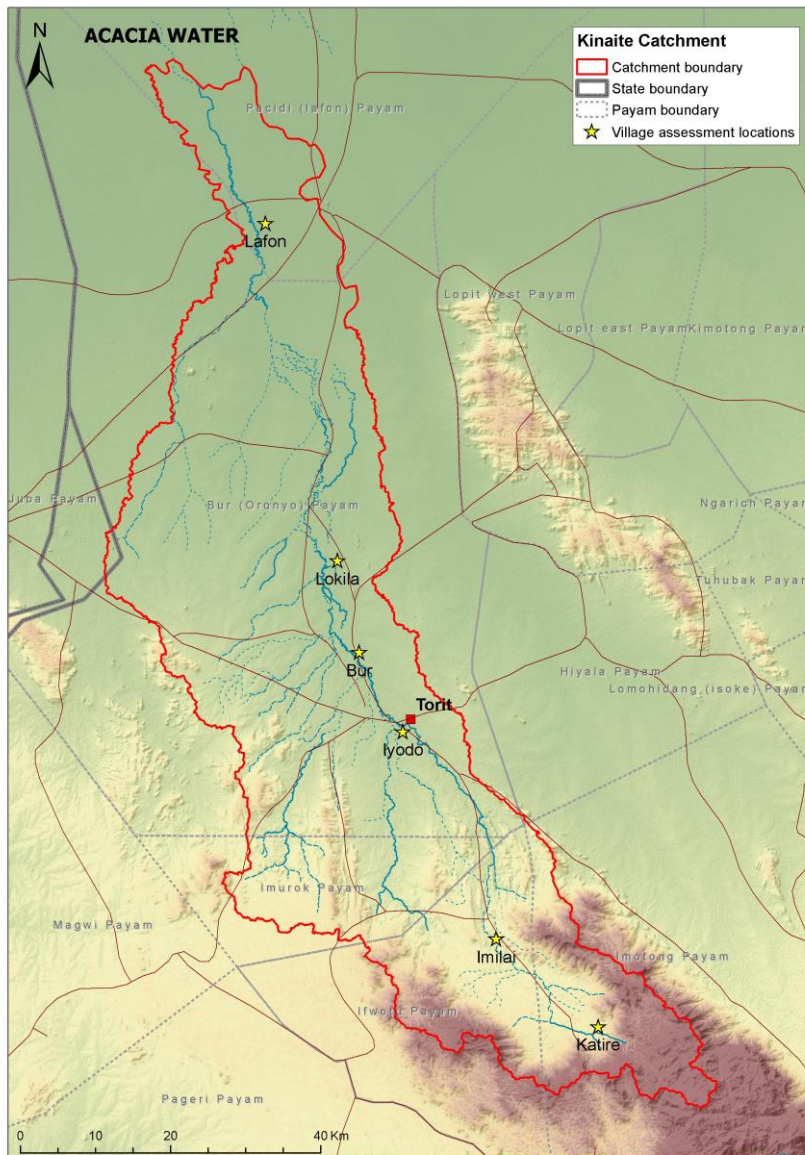 N
ACACIA WATER
Kinaite Catchment
Catchment boundary
State boundary
Payam boundary
Village assessment locations
Pacidi (lafon) Payam
Lafon
Lopit west Payam
Lopit east Payam
Kimotong Payam
Juba Payam
Bur (Oronyo) Payam
Ngarich Payam
Lokila
Tuhubak Payam
Bur
Hiyala Payam
Lomohidang (isoke) Payam
Torit
Iyodo
Imurok Payam
Magwi Payam
Imilai
Imotong Payam
Ifwotu Payam
Katire
Pageri Payam
0 10 20 40 Km